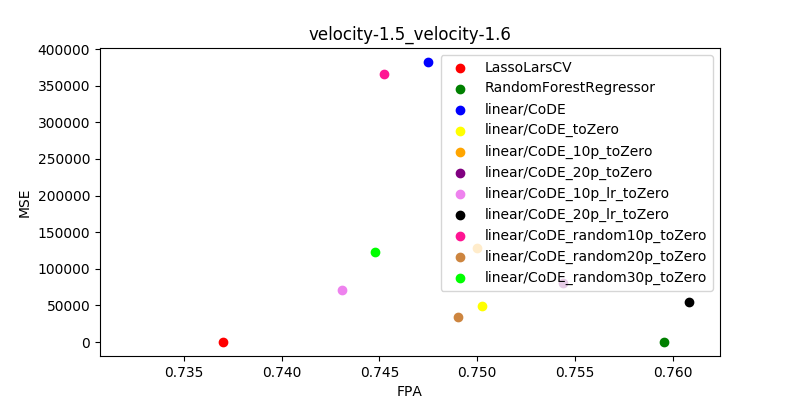 velocity-1.5_velocity-1.6
400000
350000
300000
250000
200000
150000
100000
50000
0
MSE
LassoLarsCV
RandomForestRegressor
linear/CoDE
linear/CoDE_toZero
linear/CoDE_10p_toZero
linear/CoDE_20p_toZero
linear/CoDE_10p_lr_toZero
linear/CoDE_20p_lr_toZero
linear/CoDE_random10p_toZero
linear/CoDE_random20p_toZero
linear/CoDE_random30p_toZero
0.735 0.740 0.745 0.750 0.755 0.760
FPA